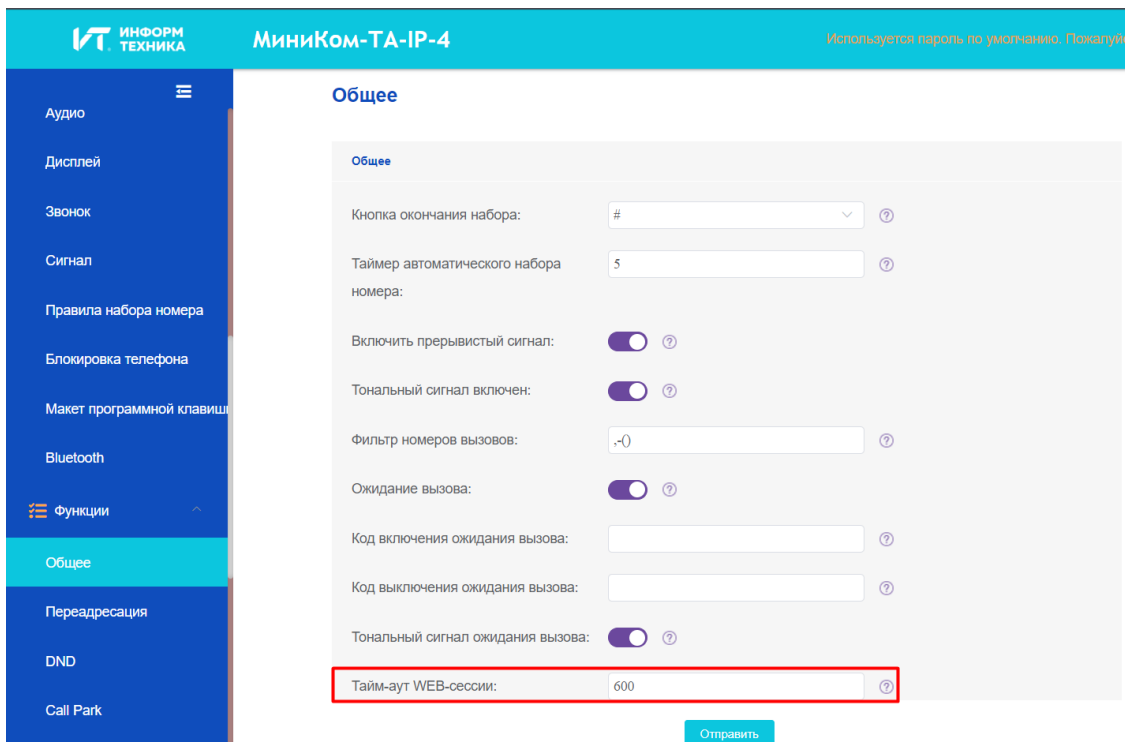 ИНФОРМ
ТЕХНИКА
МиниКом-ТА-IP-4
Используется пароль по умолчанию.
Аудио
Дисплей
Звонок
Сигнал
Правила набора номера
Блокировка телефона
Макет программной
Bluetooth
Функции
Общее
Переадресация
DND
Call Park
Общее
Общее
Кнопка окончания набора:
#
Таймер автоматического набора
номера:
5
Включить прерывистый сигнал:
Тональный сигнал включен:
Фильтр номеров вызовов:
,-()
Ожидание вызова:
Код включения ожидания вызова:
Код выключения ожидания вызова:
Тональный сигнал ожидания вызова:
Тайм-аут WEB-сессии:
600
Отправить